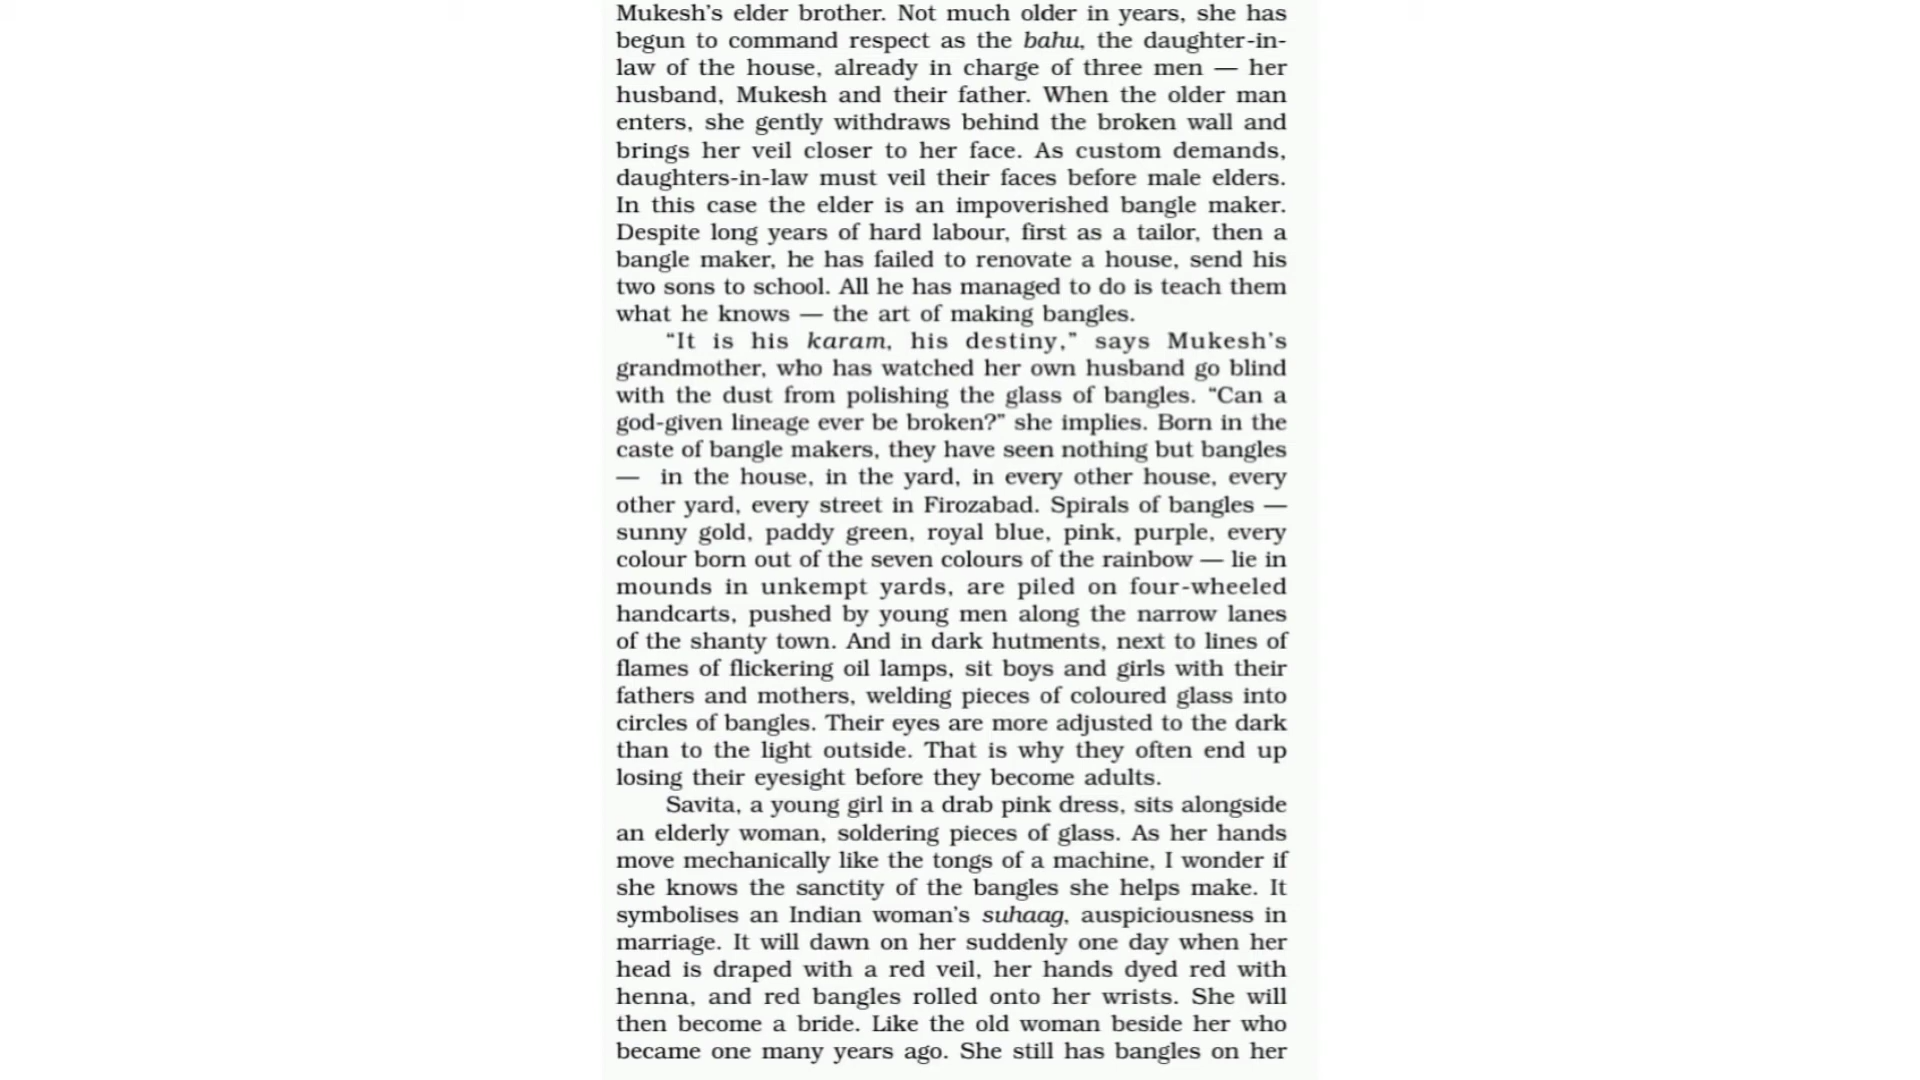 Mukesh's elder brother. Not much older in years, she has
begun to command respect as the bahu, the daughter-in-
law of the house, already in charge of three men — her
husband, Mukesh and their father. When the older man
enters, she gently withdraws behind the broken wall and
brings her veil closer to her face. As custom demands,
daughters-in-law must veil their faces before male elders.
In this case the elder is an impoverished bangle maker.
Despite long years of hard labour, first as a tailor, then a
bangle maker, he has failed to renovate a house, send his
two sons to school. All he has managed to do is teach them
what he knows — the art of making bangles.
“It is his karam, his destiny,” says Mukesh's
grandmother, who has watched her own husband go blind
with the dust from polishing the glass of bangles. “Can a
god-given lineage ever be broken?” she implies. Born in the
caste of bangle makers, they have seen nothing but bangles
— in the house, in the yard, in every other house, every
other yard, every street in Firozabad. Spirals of bangles —
sunny gold, paddy green, royal blue, pink, purple, every
colour born out of the seven colours of the rainbow — lie in
mounds in unkempt yards, are piled on four-wheeled
handcarts, pushed by young men along the narrow lanes
of the shanty town. And in dark hutments, next to lines of
flames of flickering oil lamps, sit boys and girls with their
fathers and mothers, welding pieces of coloured glass into
circles of bangles. Their eyes are more adjusted to the dark
than to the light outside. That is why they often end up
losing their eyesight before they become adults.
Savita, a young girl in a drab pink dress, sits alongside
an elderly woman, soldering pieces of glass. As her hands
move mechanically like the tongs of a machine, I wonder if
she knows the sanctity of the bangles she helps make. It
symbolises an Indian woman's suhaag, auspiciousness in
marriage. It will dawn on her suddenly one day when her
head is draped with a red veil, her hands dyed red with
henna, and red bangles rolled onto her wrists. She will
then become a bride. Like the old woman beside her who
became one many years ago. She still has bangles on her